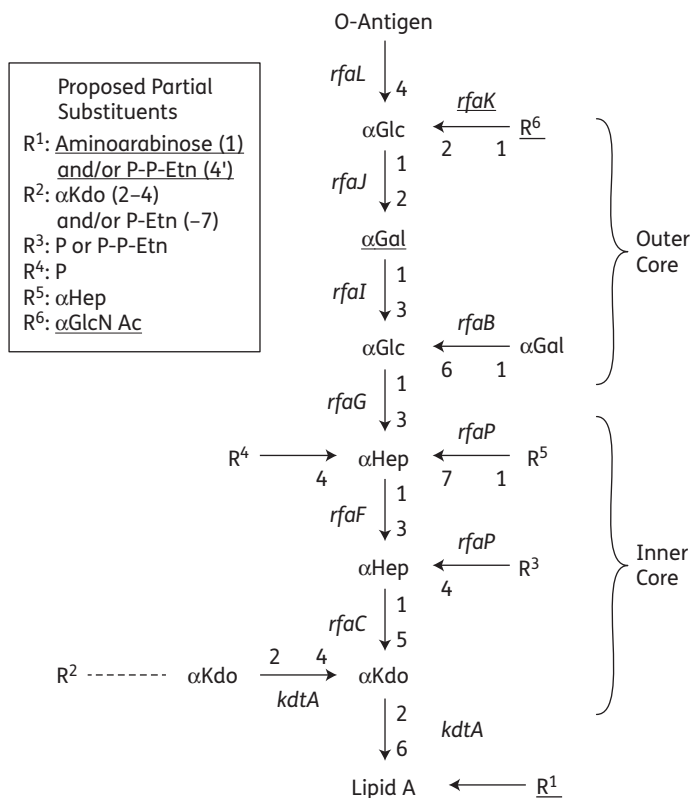 O-Antigen
Proposed Partial
Substituents
R¹: Aminoarabinose (1)
and/or P-P-Etn (4')
R²: αKdo (2–4)
and/or P-Etn (–7)
R³: P or P-P-Etn
R⁴: P
R⁵: αHep
R⁶: αGlcN Ac
rfaL
4
rfaK
αGlc
R⁶
2 1
1
rfaJ
2
αGal
1
rfaI
3
rfaB
αGlc
αGal
6 1
Outer
Core
1
rfaG
3
rfaP
R⁴
αHep
R⁵
4
7 1
1
rfaF
3
rfaP
αHep
R³
4
Inner
Core
1
rfaC
5
2 4
R²
αKdo
αKdo
kdtA
2
kdtA
6
Lipid A
R¹